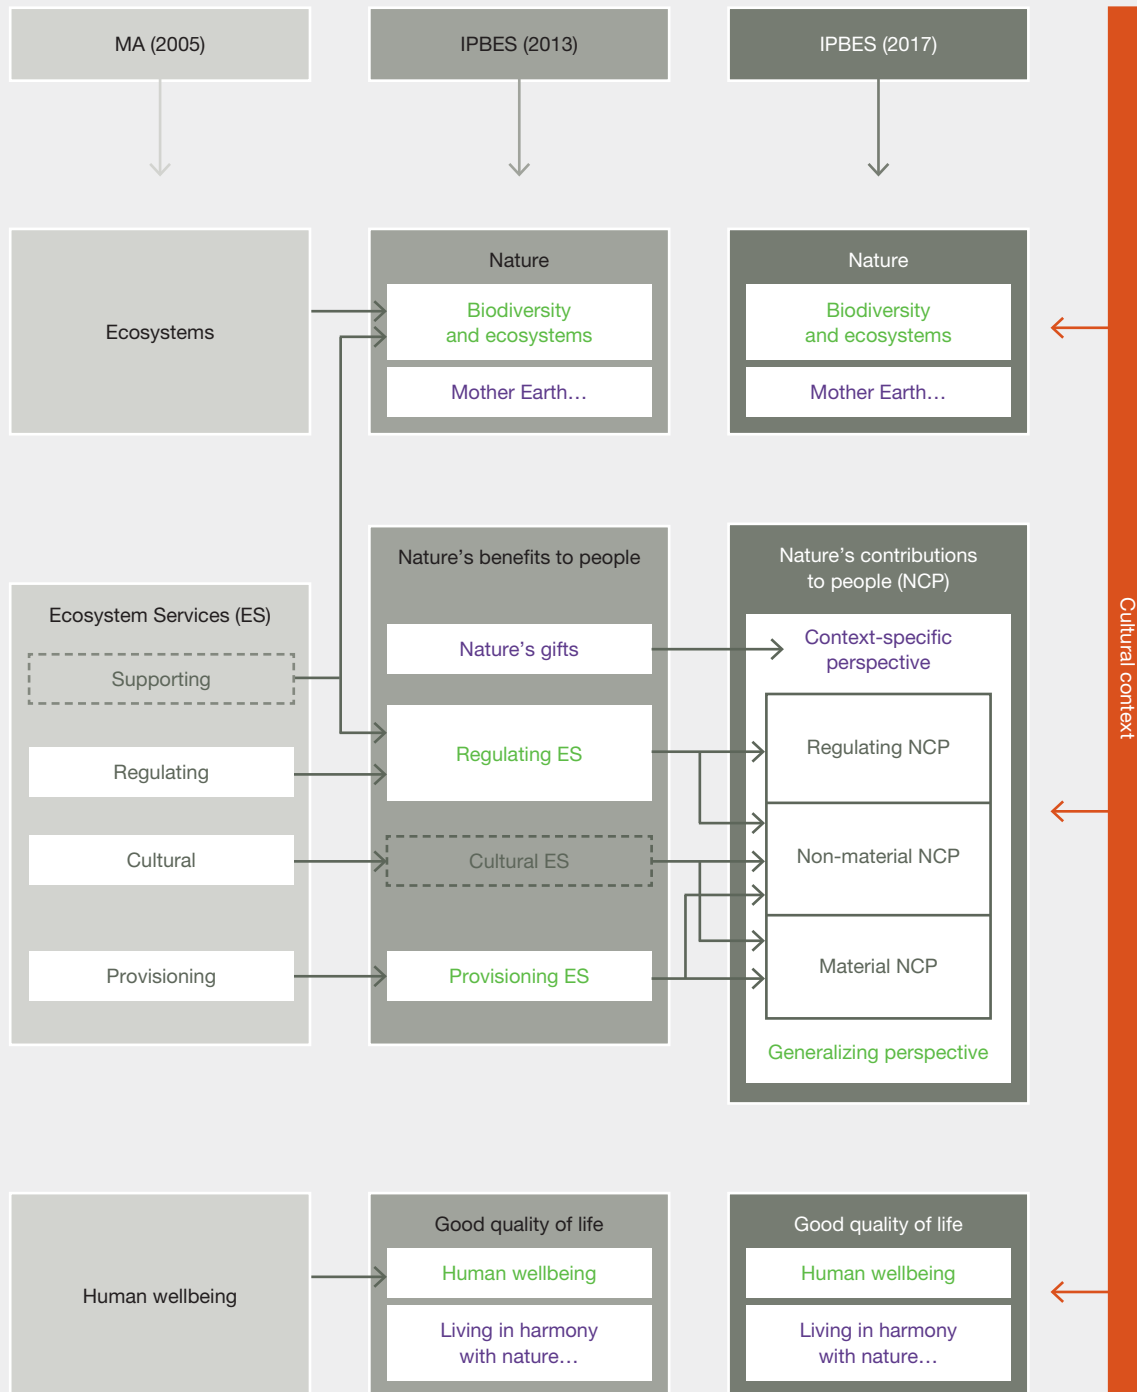 MA (2005)
IPBES (2013)
IPBES (2017)
Ecosystems
Nature
Biodiversity
and ecosystems
Mother Earth…
Nature
Biodiversity
and ecosystems
Mother Earth…
Ecosystem Services (ES)
Supporting
Regulating
Cultural
Provisioning
Nature’s benefits to people
Nature’s gifts
Regulating ES
Cultural ES
Provisioning ES
Nature’s contributions
to people (NCP)
Context-specific
perspective
Regulating NCP
Non-material NCP
Material NCP
Generalizing perspective
Human wellbeing
Good quality of life
Human wellbeing
Living in harmony
with nature…
Good quality of life
Human wellbeing
Living in harmony
with nature…
Cultural context